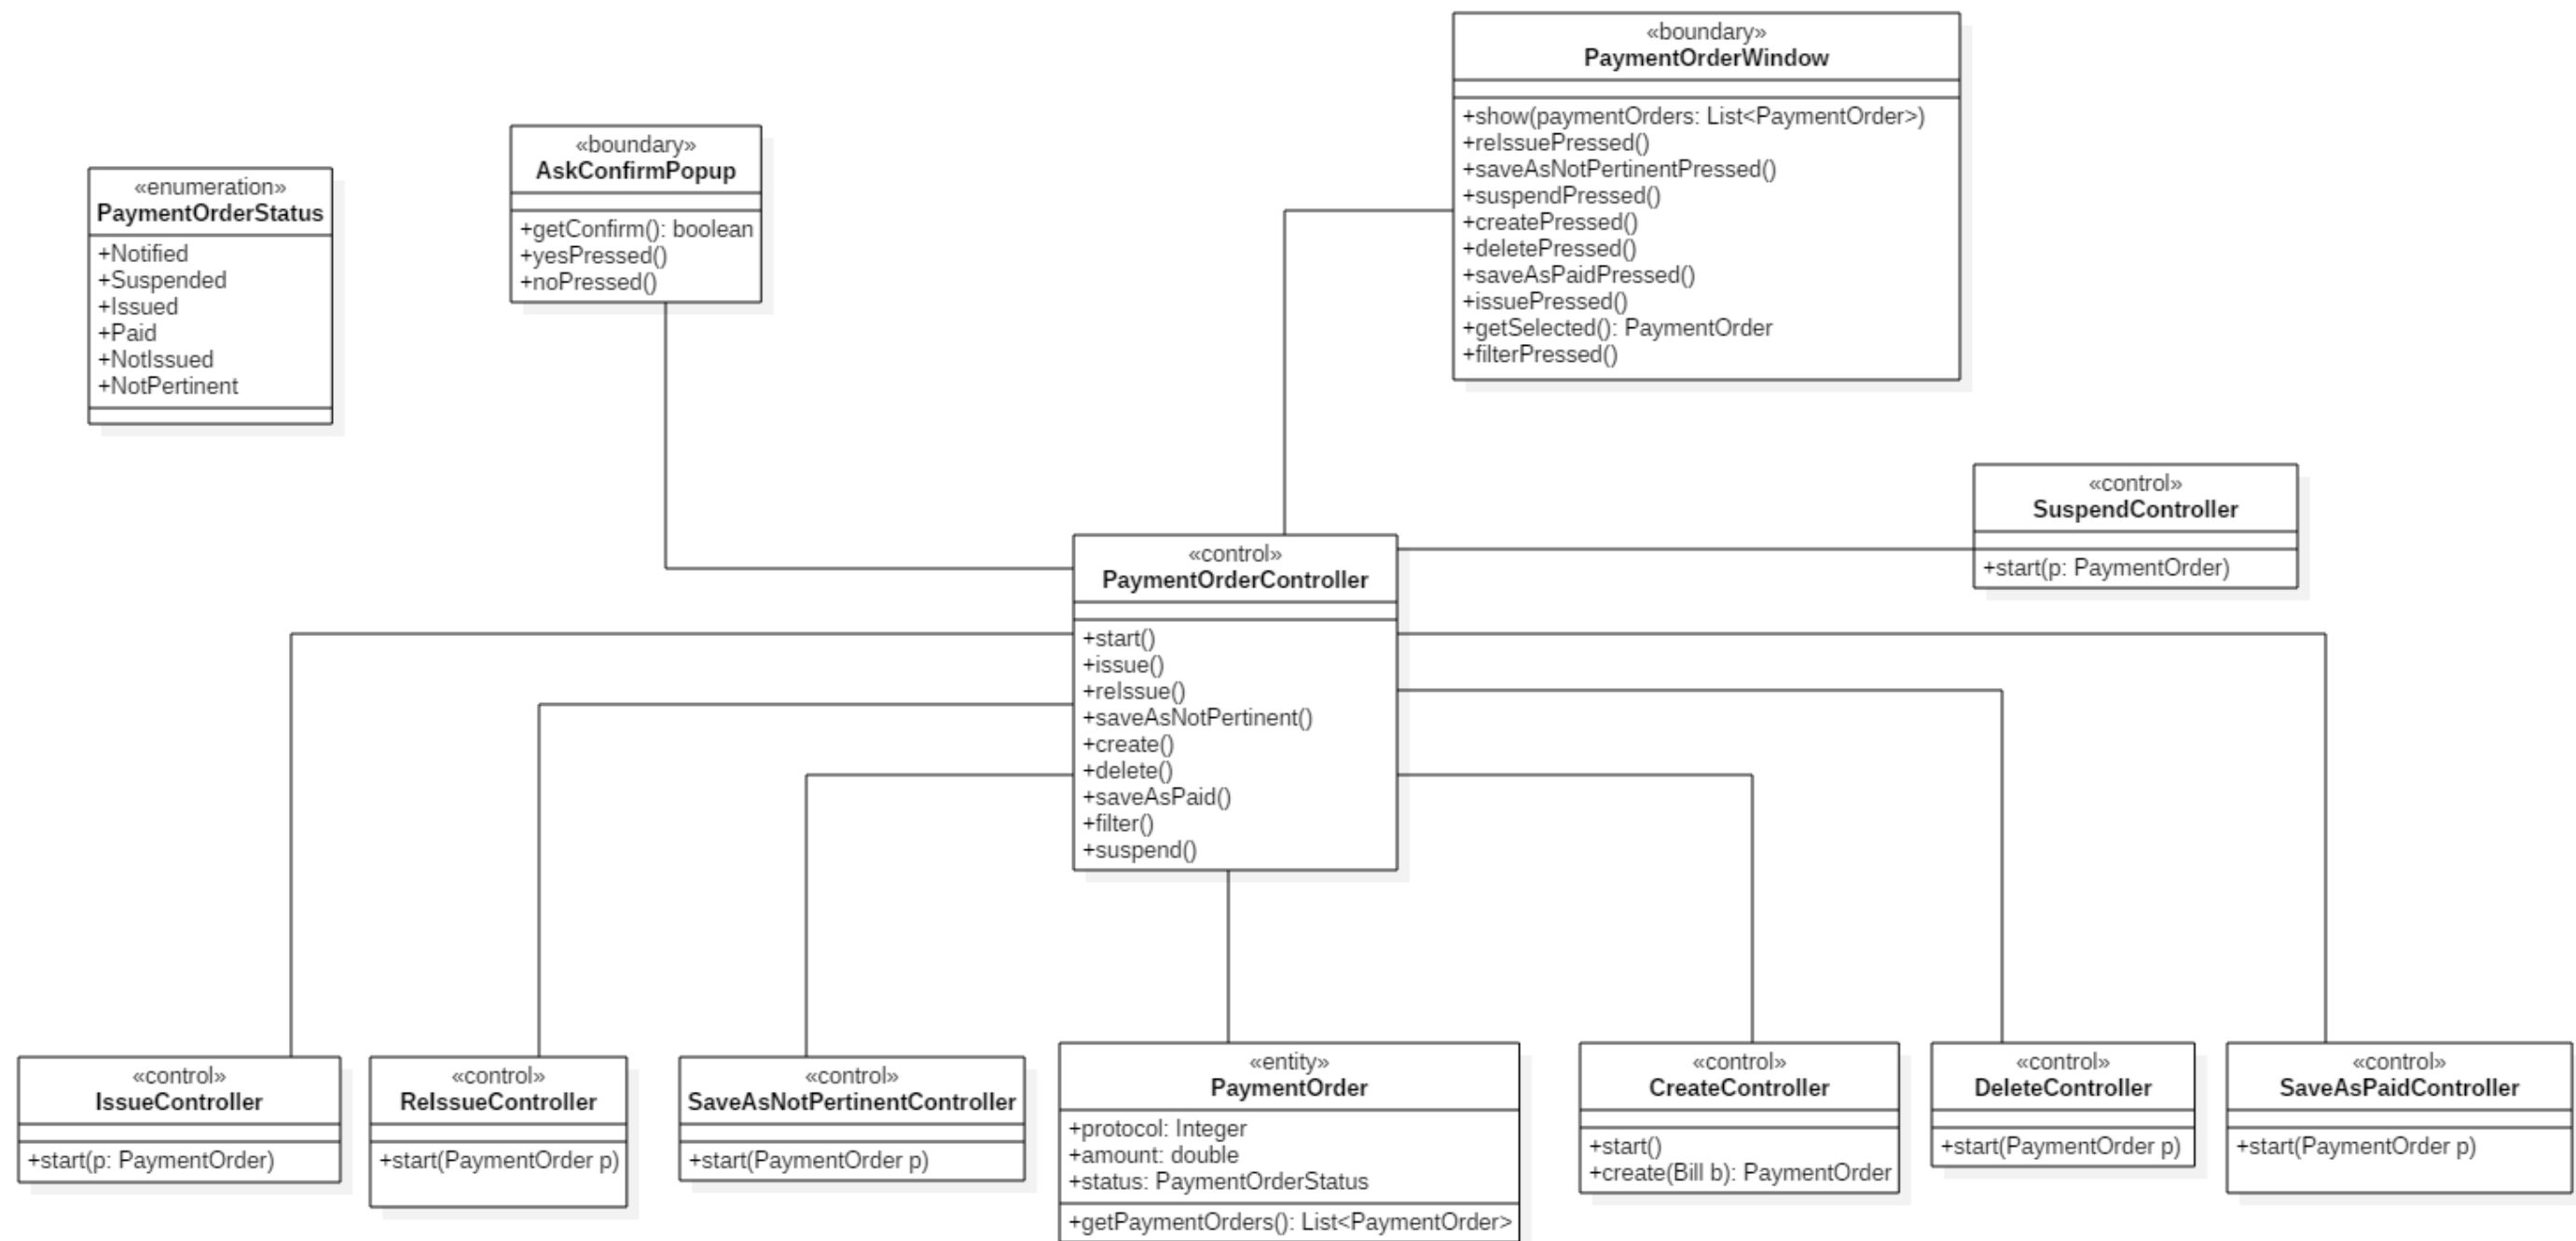 «boundary»
PaymentOrderWindow
+show(paymentOrders: List<PaymentOrder>)
+reIssuePressed()
+saveAsNotPertinentPressed()
+suspendPressed()
+createPressed()
+deletePressed()
+saveAsPaidPressed()
+issuePressed()
+getSelected(): PaymentOrder
+filterPressed()
«boundary»
AskConfirmPopup
+getConfirm(): boolean
+yesPressed()
+noPressed()
«enumeration»
PaymentOrderStatus
+Notified
+Suspended
+Issued
+Paid
+NotIssued
+NotPertinent
«control»
SuspendController
+start(p: PaymentOrder)
«control»
PaymentOrderController
+start()
+issue()
+reIssue()
+saveAsNotPertinent()
+create()
+delete()
+saveAsPaid()
+filter()
+suspend()
«control»
IssueController
+start(p: PaymentOrder)
«control»
ReIssueController
+start(PaymentOrder p)
«control»
SaveAsNotPertinentController
+start(PaymentOrder p)
«entity»
PaymentOrder
+protocol: Integer
+amount: double
+status: PaymentOrderStatus
+getPaymentOrders(): List<PaymentOrder>
«control»
CreateController
+start()
+create(Bill b): PaymentOrder
«control»
DeleteController
+start(PaymentOrder p)
«control»
SaveAsPaidController
+start(PaymentOrder p)